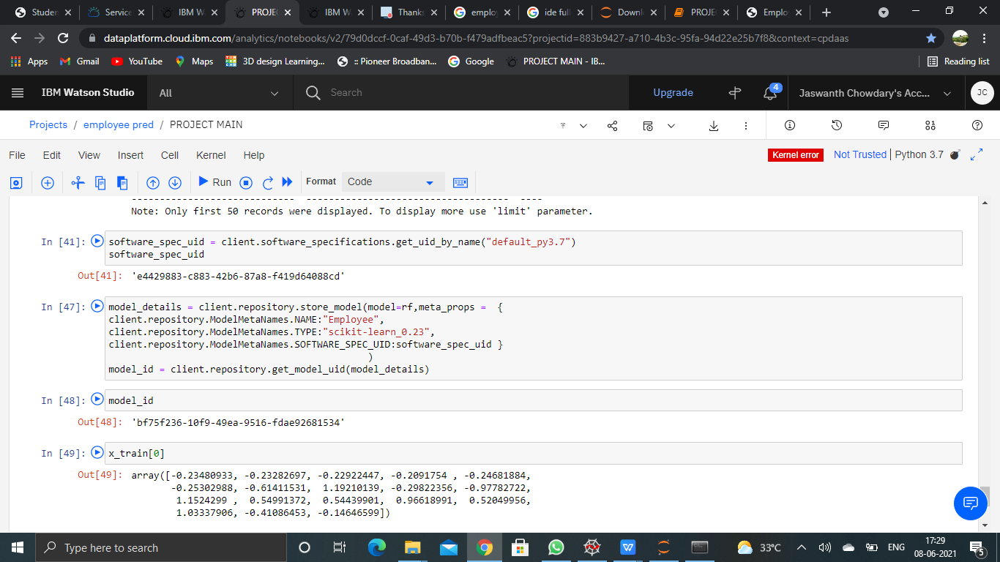 Studen
Service
IBM W
PROJEC
IBM W
Thanks
employ
ide full
Downl
PROJE
Emplo
dataplatform.cloud.ibm.com/analytics/notebooks/v2/79d0dccf-0caf-49d3-b70b-f479adfbeac5?projectid=883b9427-a710-4b3c-95fa-94d22e25b7f8&context=cpdaas
Apps
Gmail
YouTube
Maps
3D design Learning...
:: Pioneer Broadban...
Google
PROJECT MAIN - IB...
Reading list
IBM Watson Studio
All
Search
Upgrade
4
Jaswanth Chowdary's Acc...
JC
Projects / employee pred / PROJECT MAIN
File Edit View Insert Cell Kernel Help
Kernel error
Not Trusted | Python 3.7
Run
Format
Code
----------------------------- ------------------------------------ ----
Note: Only first 50 records were displayed. To display more use 'limit' parameter.
In [41]: software_spec_uid = client.software_specifications.get_uid_by_name("default_py3.7")
software_spec_uid
Out[41]: 'e4429883-c883-42b6-87a8-f419d64088cd'
In [47]: model_details = client.repository.store_model(model=rf,meta_props = {
client.repository.ModelMetaNames.NAME:"Employee",
client.repository.ModelMetaNames.TYPE:"scikit-learn_0.23",
client.repository.ModelMetaNames.SOFTWARE_SPEC_UID:software_spec_uid }
)
model_id = client.repository.get_model_uid(model_details)
In [48]: model_id
Out[48]: 'bf75f236-10f9-49ea-9516-fdae92681534'
In [49]: x_train[0]
Out[49]: array([-0.23480933, -0.23282697, -0.22922447, -0.2091754 , -0.24681884,
-0.25302988, -0.61411531, 1.19210139, -0.29822356, -0.97782722,
1.1524299 , 0.54991372, 0.54439901, 0.96618991, 0.52049956,
1.03337906, -0.41086453, -0.14646599])
Type here to search
33°C
ENG
17:29
08-06-2021
5